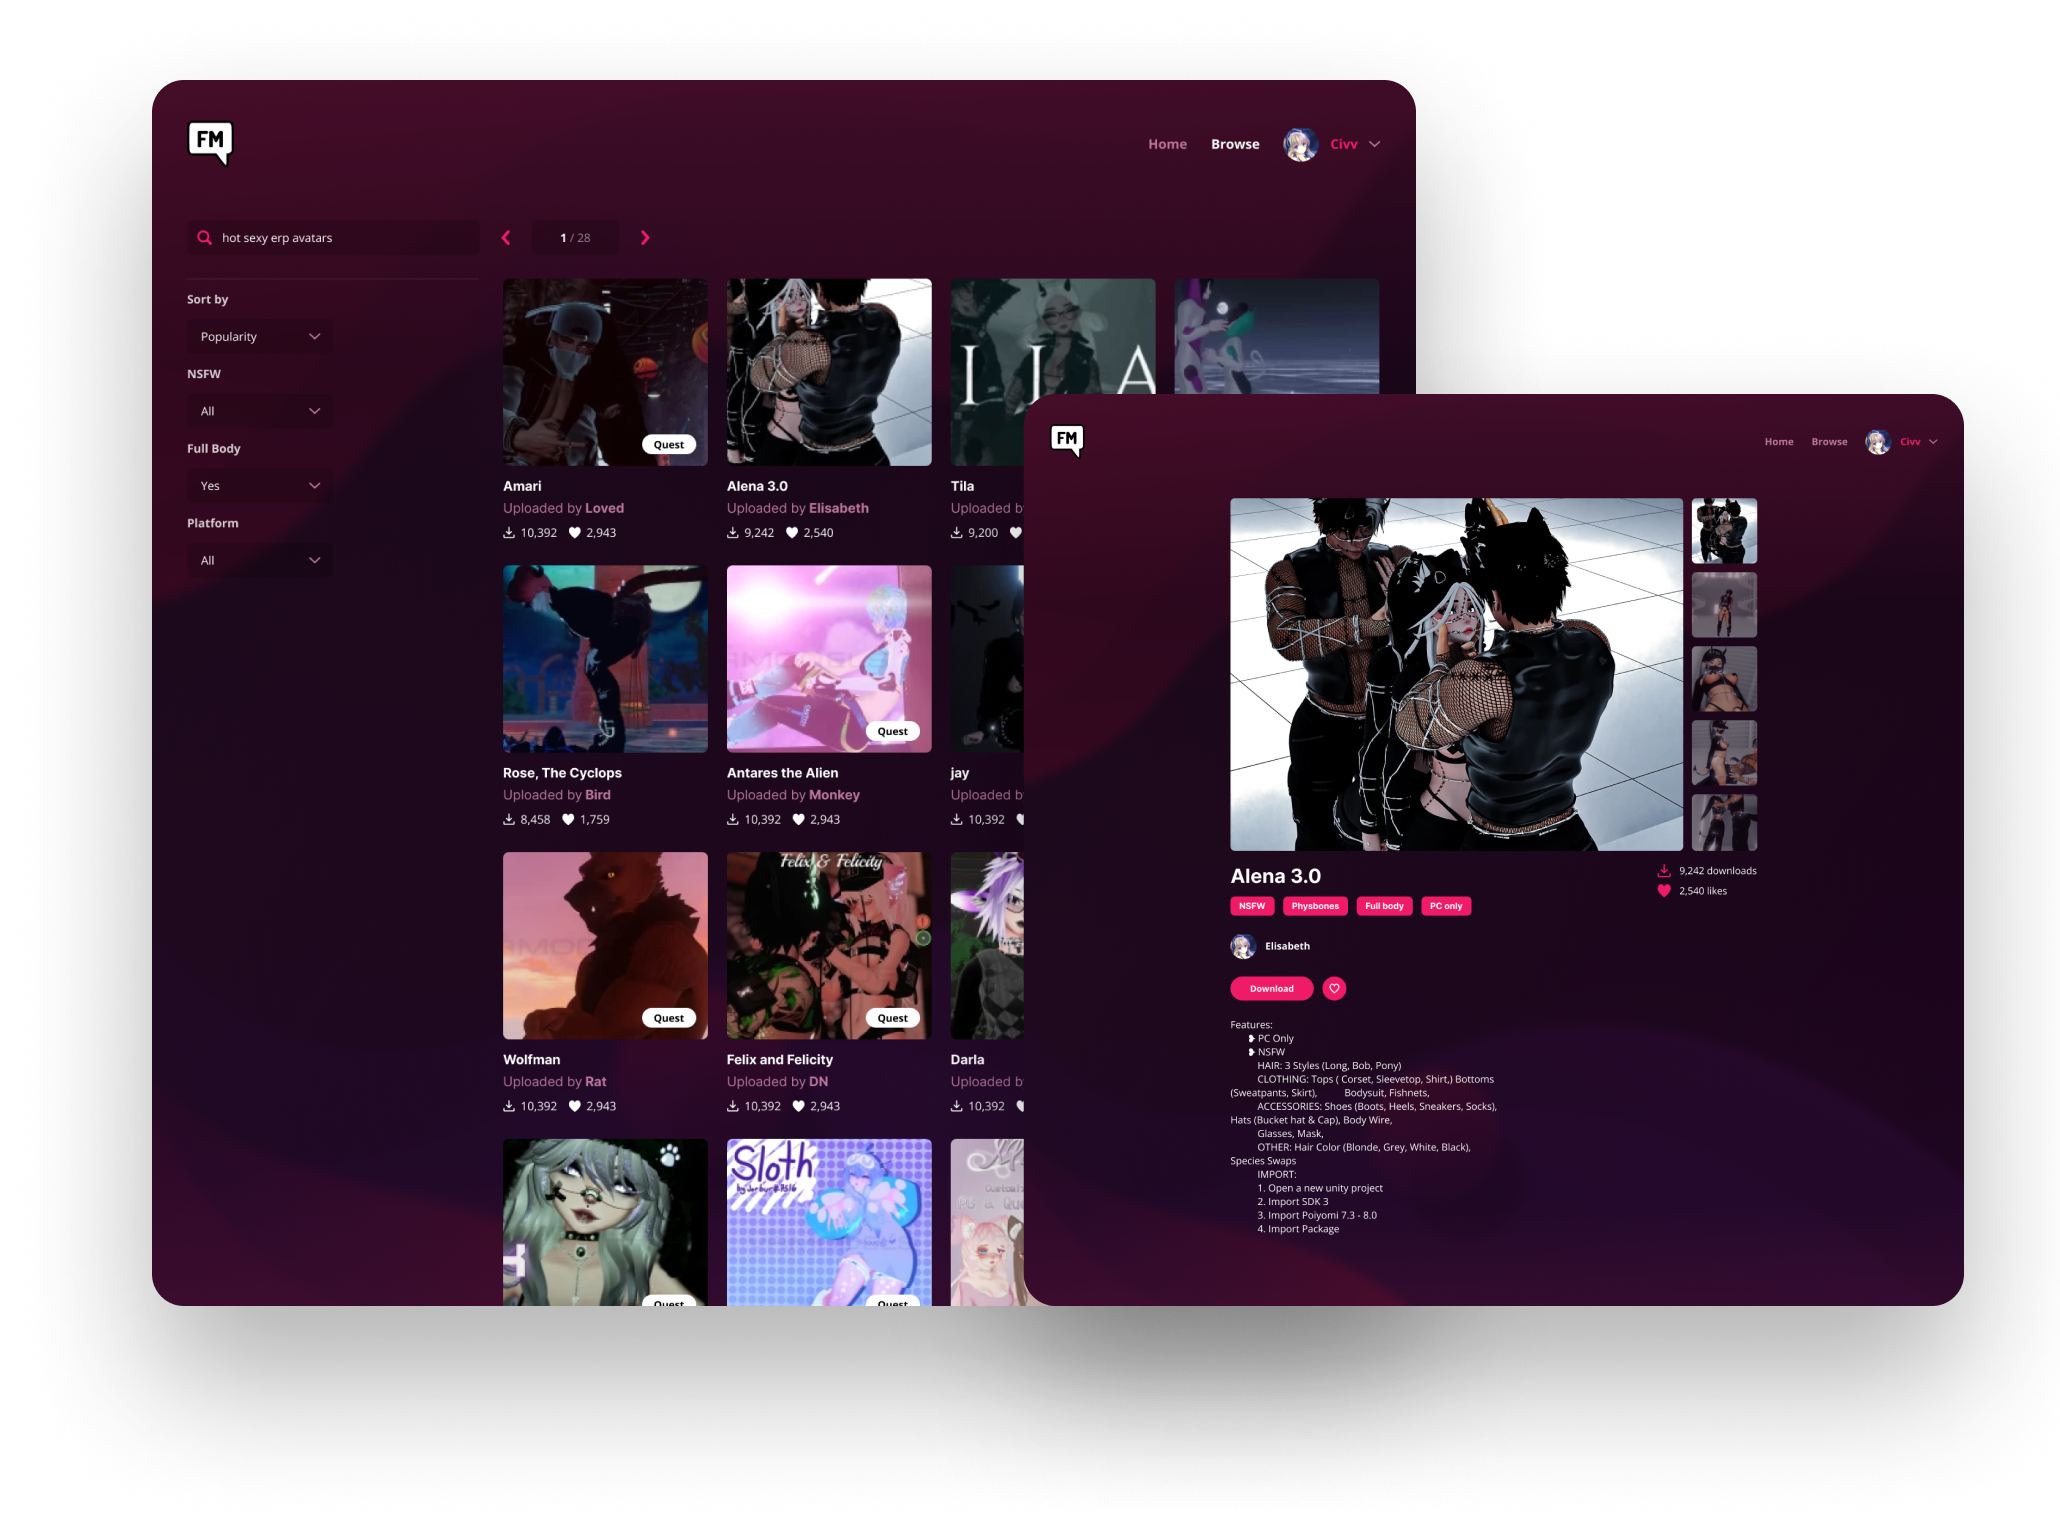 FM
Home Browse Civv
hot sexy erp avatars
1 / 28
Sort by
Popularity
NSFW
All
Full Body
Yes
Platform
All
Quest
Amari
Uploaded by Loved
10,392 2,943
Alena 3.0
Uploaded by Elisabeth
9,242 2,540
Tila
Uploaded
9,200
Rose, The Cyclops
Uploaded by Bird
8,458 1,759
Quest
Antares the Alien
Uploaded by Monkey
10,392 2,943
jay
Uploaded
10,392
Quest
Wolfman
Uploaded by Rat
10,392 2,943
Felix & Felicity
Quest
Felix and Felicity
Uploaded by DN
10,392 2,943
Darla
Uploaded
10,392
Quest
Sloth
Quest
FM
Home Browse Civv
Alena 3.0
9,242 downloads
2,540 likes
NSFW Physbones Full body PC only
Elisabeth
Download
Features:
❥ PC Only
❥ NSFW
HAIR: 3 Styles (Long, Bob, Pony)
CLOTHING: Tops ( Corset, Sleevetop, Shirt,) Bottoms
(Sweatpants, Skirt), Bodysuit, Fishnets,
ACCESSORIES: Shoes (Boots, Heels, Sneakers, Socks),
Hats (Bucket hat & Cap), Body Wire,
Glasses, Mask,
OTHER: Hair Color (Blonde, Grey, White, Black),
Species Swaps
IMPORT:
1. Open a new unity project
2. Import SDK 3
3. Import Poiyomi 7.3 - 8.0
4. Import Package